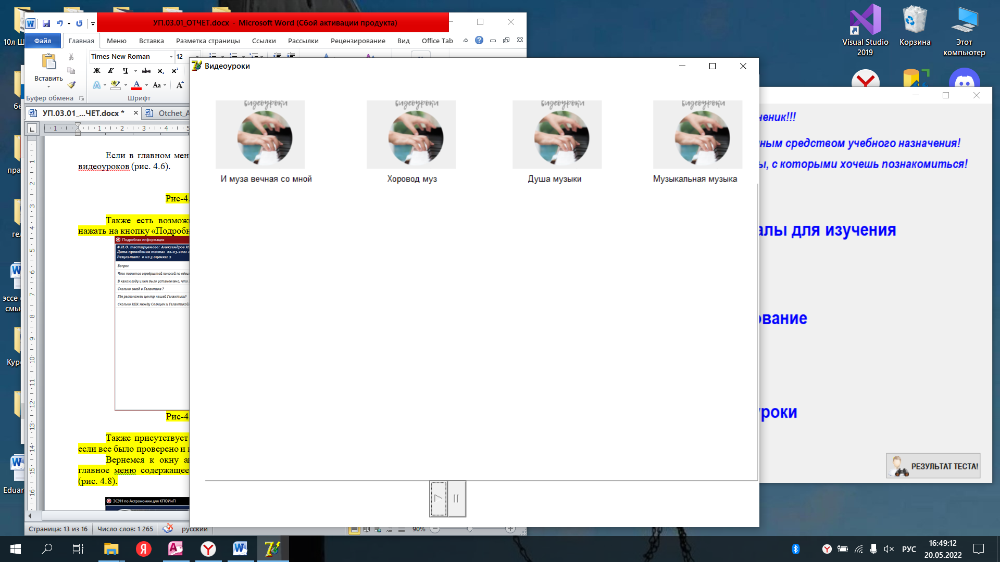 10л Ш
УП.03.01_ОТЧЕТ.docx - Microsoft Word (Сбой активации продукта)
Файл
Главная
Меню
Вставка
Разметка страницы
Ссылки
Рассылки
Рецензирование
Вид
Office Tab
Times New Roman
12
Вставить
Ж К Ч abc x₂ x²
Aa
Буфер обмена
Шрифт
УП.03.01_...ЧЕТ.docx *
Otchet_A
Если в главном мен
видеоуроков (рис. 4.6).
Рис-4.
Также есть возможн
нажать на кнопку «Подробн
Подробная информация
Ф.И.О. тестируемого: Александров И.
Дата проведения теста: 22.03.2021 2
Результат: 0 из 5 оценка: 2
Вопрос
Что тянется серебристой полосой по обеи
В каком году и кем было установлено, что
Сколько звезд в Галактике ?
Где расположен центр нашей Галактики?
Сколько КПК между Солнцем и Галактикой
Рис-4
Также присутствует
если все было проверено и н
Вернемся к окну ав
главное меню содержащее
(рис. 4.8).
ЭСУН по Астрономии для КПОИиП
Страница: 13 из 16
Число слов: 1 265
русский
90%
Видеоуроки
видеоуроки
видеоуроки
видеоуроки
видеоуроки
И муза вечная со мной
Хоровод муз
Душа музыки
Музыкальная музыка
Visual Studio
2019
Корзина
Этот
компьютер
ченик!!!
ным средством учебного назначения!
ы, с которыми хочешь познакомиться!
алы для изучения
ование
уроки
РЕЗУЛЬТАТ ТЕСТА!
бе
пра
гел
эссе
смы
Кур
Eduar
РУС
16:49:12
20.05.2022